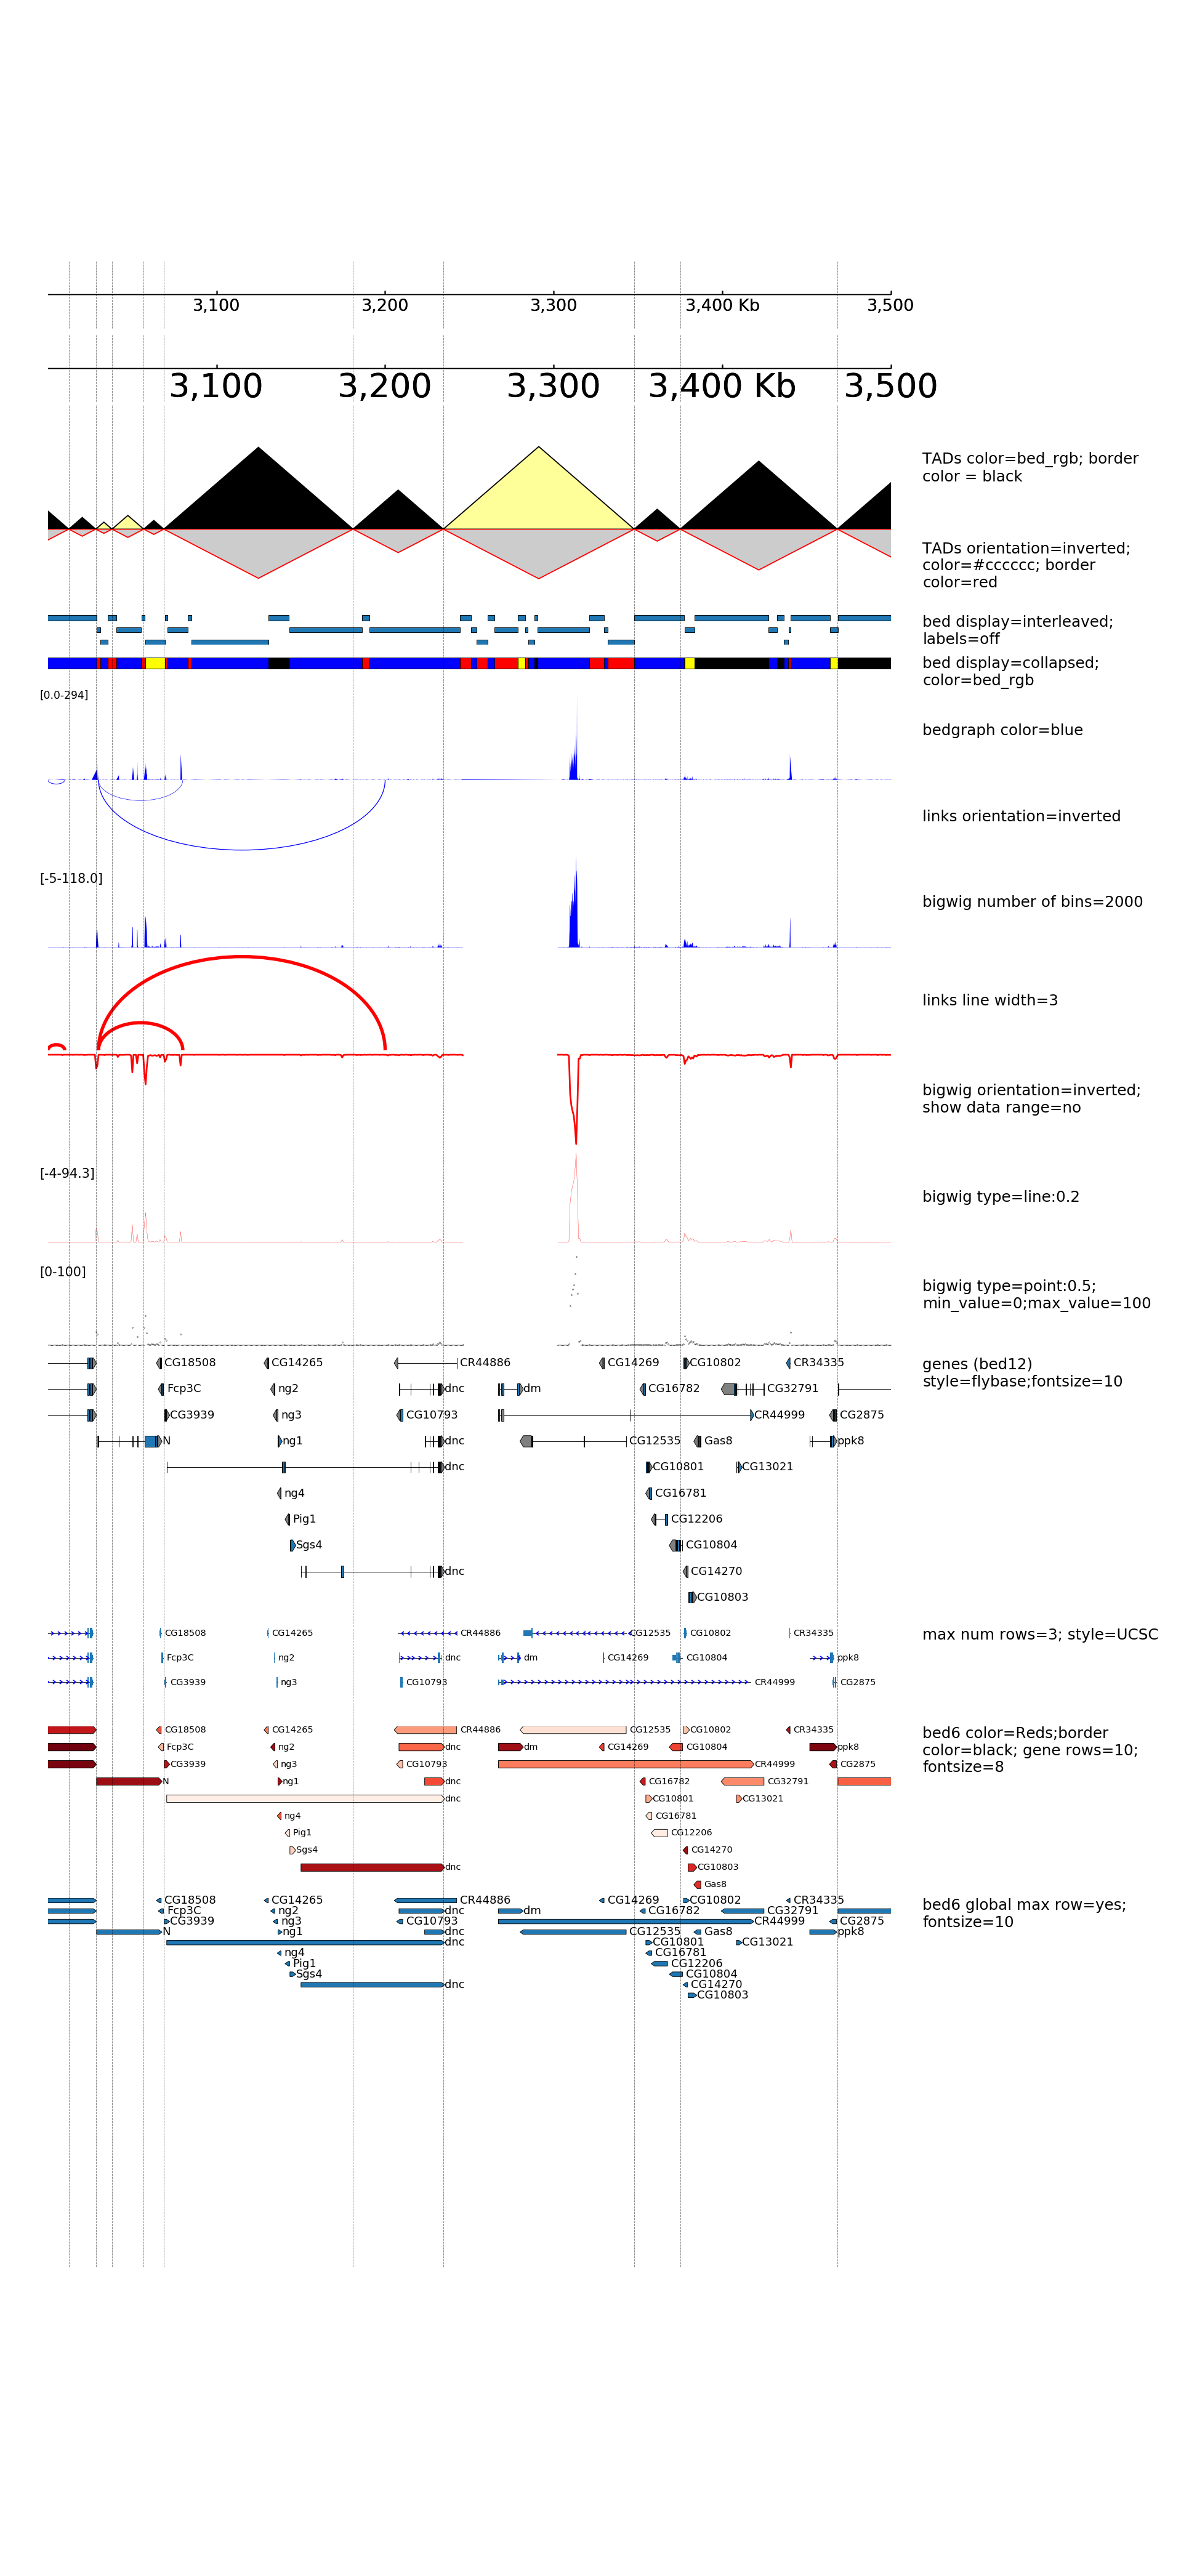 3,100 3,200 3,300 3,400 Kb 3,500
3,100 3,200 3,300 3,400 Kb 3,500
TADs color=bed_rgb; border
color = black
TADs orientation=inverted;
color=#cccccc; border
color=red
bed display=interleaved;
labels=off
bed display=collapsed;
color=bed_rgb
[0.0-294]
bedgraph color=blue
links orientation=inverted
[-5-118.0]
bigwig number of bins=2000
links line width=3
bigwig orientation=inverted;
show data range=no
[-4-94.3]
bigwig type=line:0.2
[0-100]
bigwig type=point:0.5;
min_value=0;max_value=100
CG18508 CG14265 CR44886 CG14269 CG10802 CR34335
genes (bed12)
style=flybase;fontsize=10
Fcp3C ng2 dnc dm CG16782 CG32791
CG3939 ng3 CG10793 CR44999 CG2875
N ng1 dnc CG12535 Gas8 ppk8
dnc CG10801 CG13021
ng4 CG16781
Pig1 CG12206
Sgs4 CG10804
dnc CG14270
CG10803
CG18508 CG14265 CR44886 CG12535 CG10802 CR34335
max num rows=3; style=UCSC
Fcp3C ng2 dnc dm CG14269 CG10804 ppk8
CG3939 ng3 CG10793 CR44999 CG2875
CG18508 CG14265 CR44886 CG12535 CG10802 CR34335
bed6 color=Reds;border
color=black; gene rows=10;
fontsize=8
Fcp3C ng2 dnc dm CG14269 CG10804 ppk8
CG3939 ng3 CG10793 CR44999 CG2875
N ng1 dnc CG16782 CG32791
dnc CG10801 CG13021
ng4 CG16781
Pig1 CG12206
Sgs4 CG14270
dnc CG10803
Gas8
CG18508 CG14265 CR44886 CG14269 CG10802 CR34335
bed6 global max row=yes;
fontsize=10
Fcp3C ng2 dnc dm CG16782 CG32791
CG3939 ng3 CG10793 CR44999 CG2875
N ng1 dnc CG12535 Gas8 ppk8
dnc CG10801 CG13021
ng4 CG16781
Pig1 CG12206
Sgs4 CG10804
dnc CG14270
CG10803